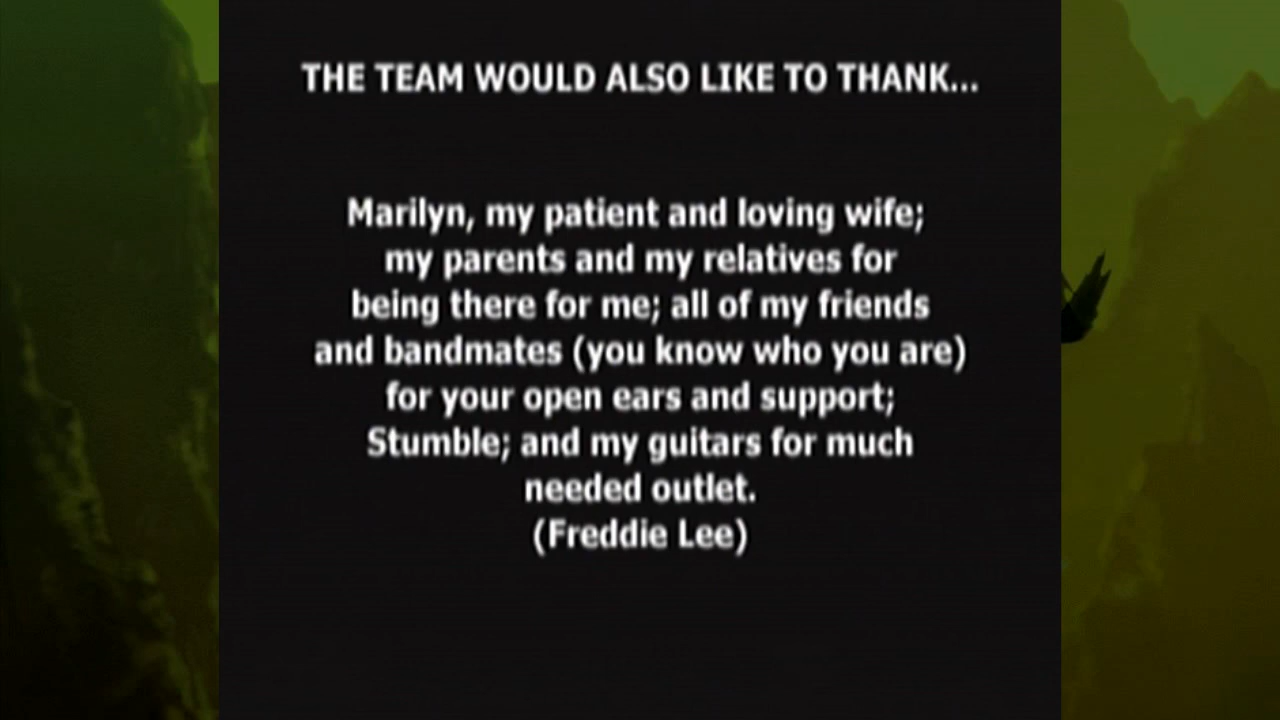 THE TEAM WOULD ALSO LIKE TO THANK...
Marilyn, my patient and loving wife;
my parents and my relatives for
being there for me; all of my friends
and bandmates (you know who you are)
for your open ears and support;
Stumble; and my guitars for much
needed outlet.
(Freddie Lee)